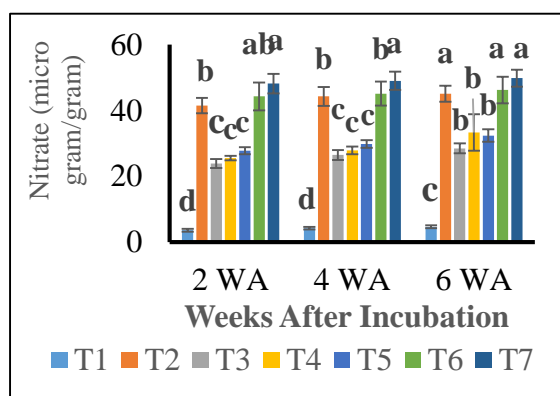 Nitrate (micro
gram/gram)
60
40
20
0
d b c c c ab a
d b c c c b a
c a b b b a a
2 WA 4 WA 6 WA
Weeks After Incubation
T1 T2 T3 T4 T5 T6 T7